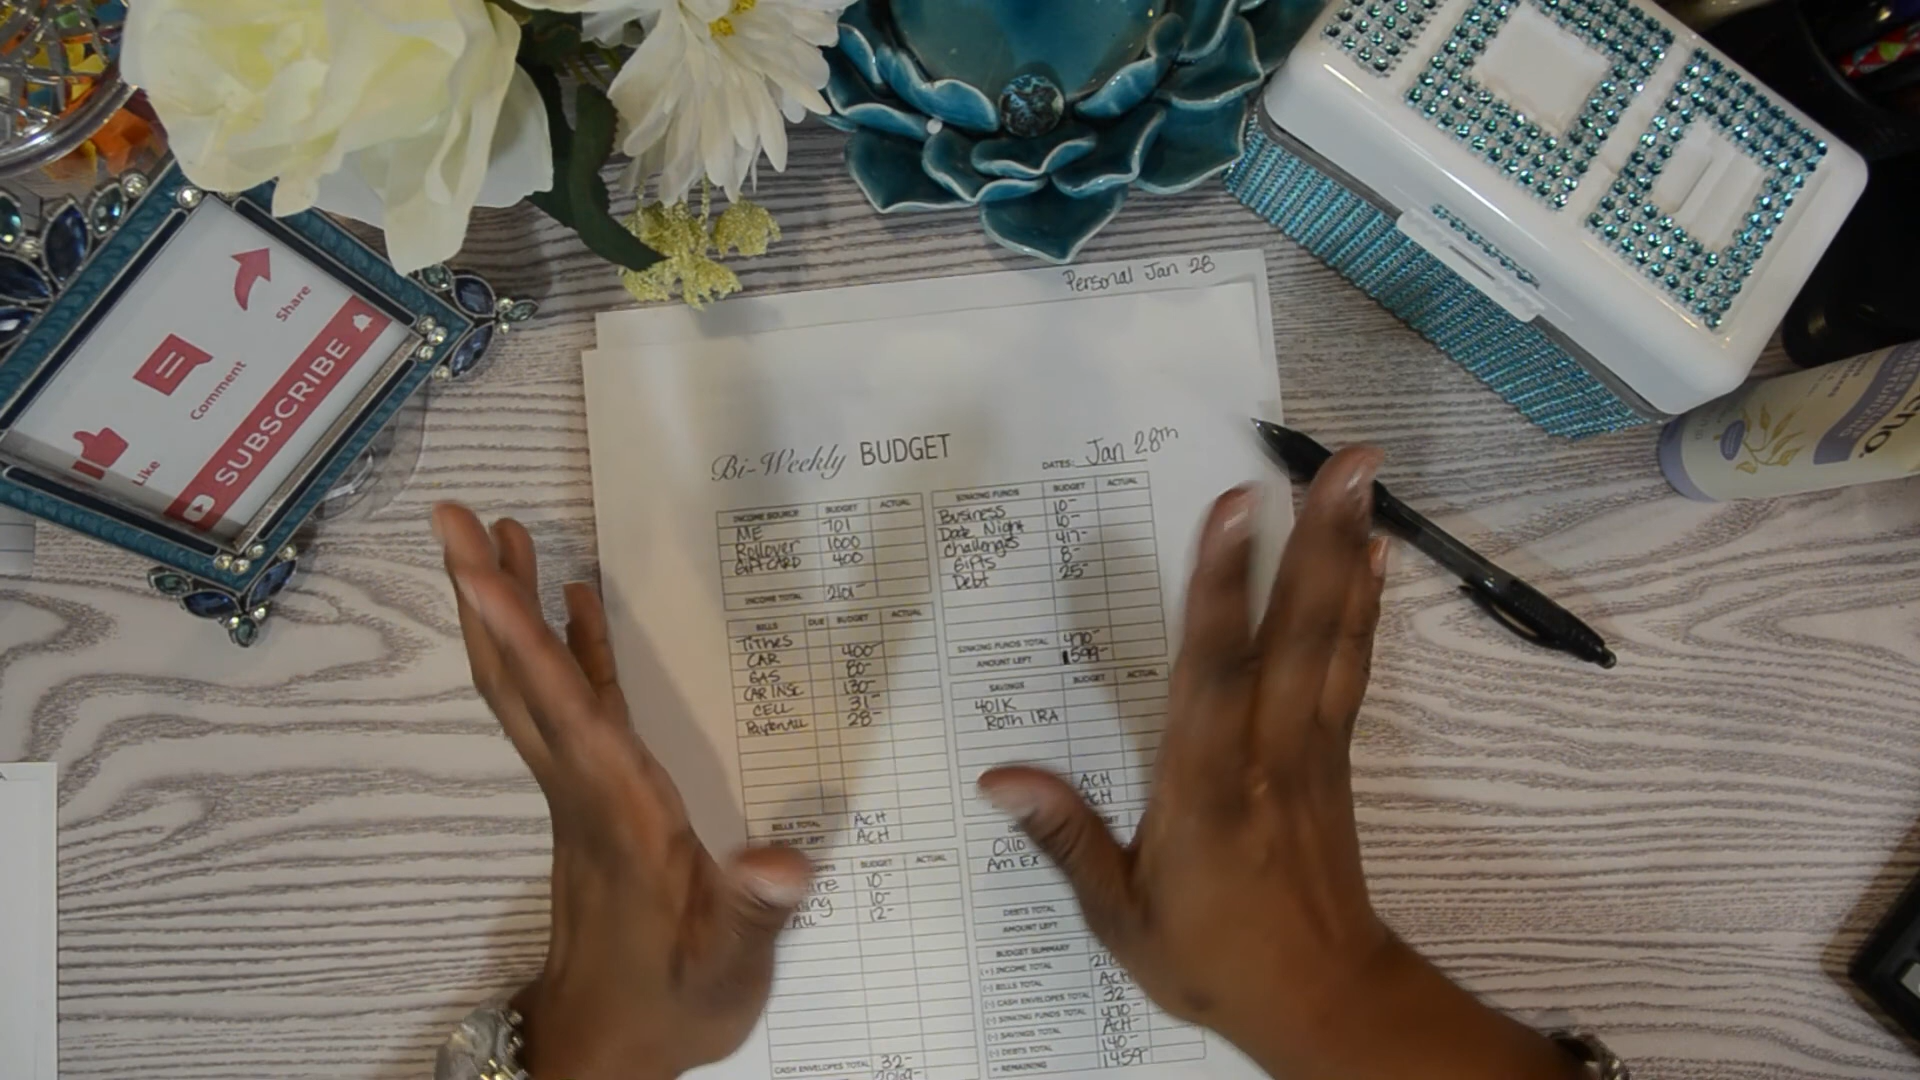 Share
Comment
Like
SUBSCRIBE
Personal Jan 28
Bi-Weekly BUDGET
DATES: Jan 28TH
INCOME SOURCE BUDGET ACTUAL
ME 701
Rollover 1000
GIFT CARD 400
INCOME TOTAL 2101-
BILLS DUE BUDGET ACTUAL
Tithes
CAR 400-
GAS 80-
CAR INSC 130-
CELL 31-
28-
BILLS TOTAL ACH
AMOUNT LEFT ACH
BUDGET ACTUAL
10-
10-
All 12-
CASH ENVELOPES TOTAL 32-
2069-
SINKING FUNDS BUDGET ACTUAL
Business 10-
Date Night 10-
Challenges 417-
Gifts 8-
Debt 25-
SINKING FUNDS TOTAL 470-
AMOUNT LEFT 1599-
SAVINGS BUDGET ACTUAL
401K
Roth IRA
ACH
ACH
Ollo
Am Ex
DEBTS TOTAL
AMOUNT LEFT
BUDGET SUMMARY
(+) INCOME TOTAL
(-) BILLS TOTAL ACH
(-) CASH ENVELOPES TOTAL 32-
(-) SINKING FUNDS TOTAL 470-
(-) SAVINGS TOTAL ACH-
(-) DEBTS TOTAL 140-
= REMAINING 1459-